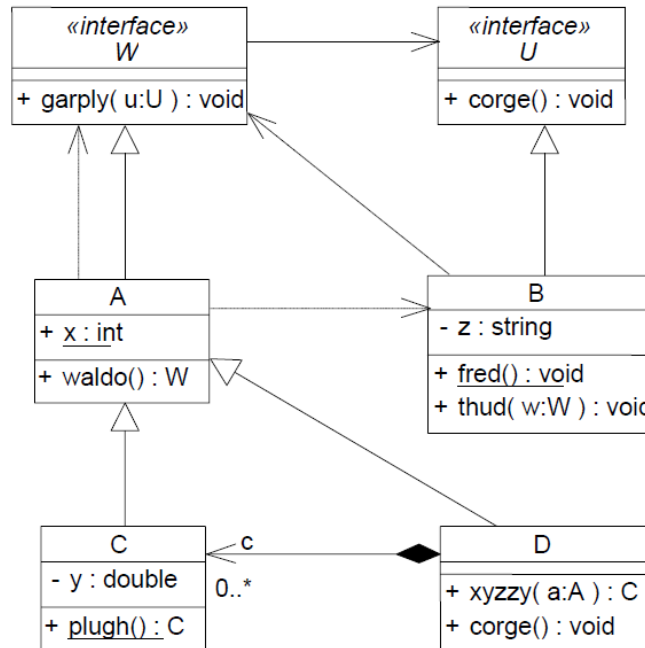 «interface»
W
+ garply( u:U ) : void
«interface»
U
+ corge() : void
A
+ x : int
+ waldo() : W
B
- z : string
+ fred() : void
+ thud( w:W ) : void
C
- y : double
+ plugh() : C
c
0..*
D
+ xyzzy( a:A ) : C
+ corge() : void